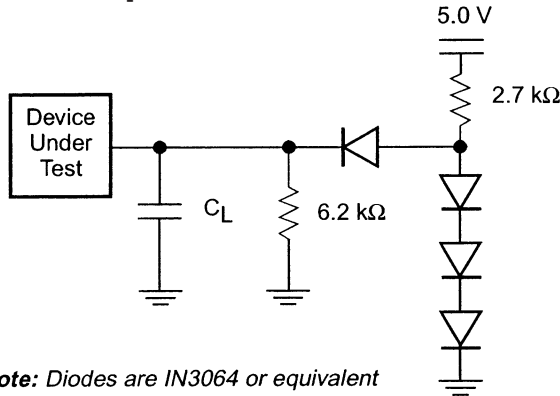 5.0 V
2.7 kΩ
Device
Under
Test
CL
6.2 kΩ
ote: Diodes are IN3064 or equivalent